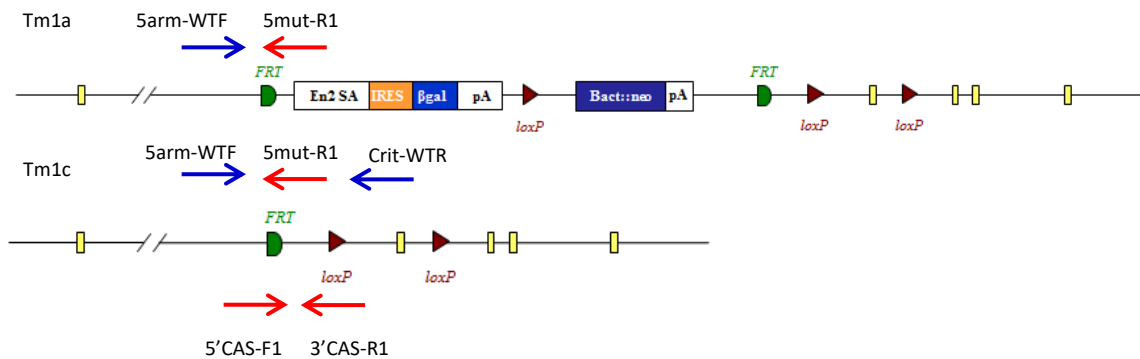 Tm1a 5arm-WTF 5mut-R1
FRT FRT
En2 SA IRES βgal pA Bact::neo pA
loxP loxP loxP
Tm1c 5arm-WTF 5mut-R1 Crit-WTR
FRT
loxP loxP
5’CAS-F1 3’CAS-R1